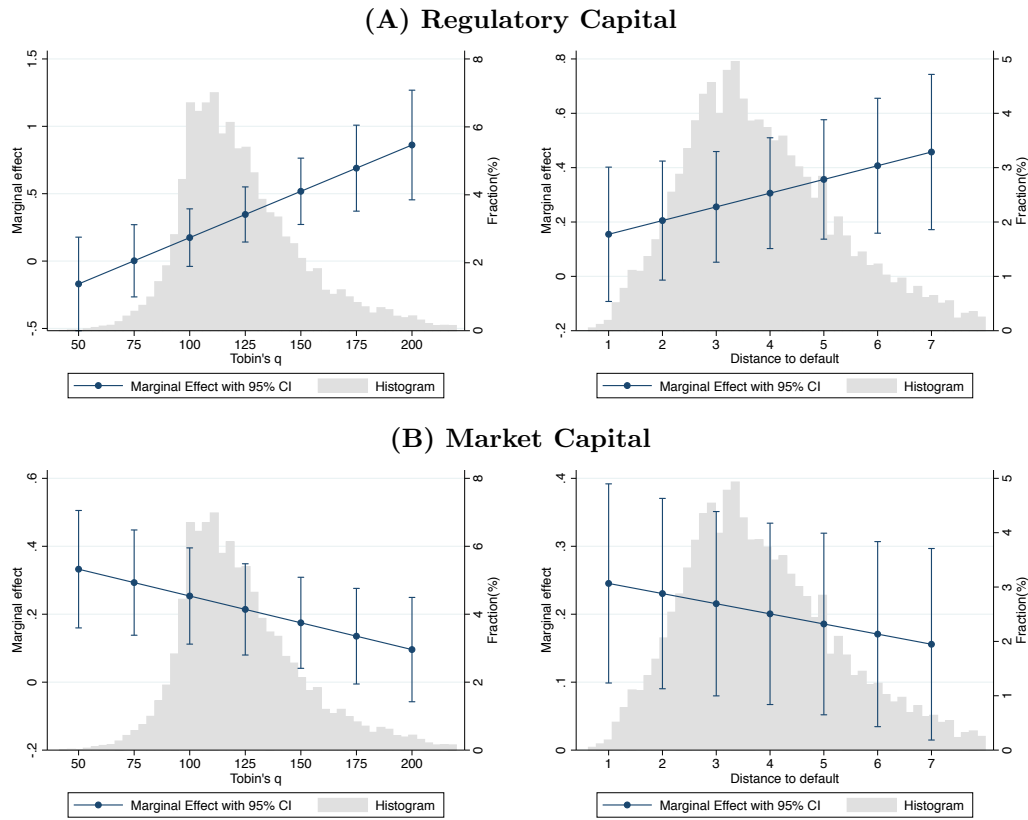 (A) Regulatory Capital
1.5
1
.5
0
-.5
Marginal effect
8
6
4
2
0
Fraction(%)
50 75 100 125 150 175 200
Tobin's q
Marginal Effect with 95% CI Histogram
.8
.6
.4
.2
0
-.2
Marginal effect
5
4
3
2
1
0
Fraction(%)
1 2 3 4 5 6 7
Distance to default
Marginal Effect with 95% CI Histogram
(B) Market Capital
.6
.4
.2
0
-.2
Marginal effect
8
6
4
2
0
Fraction(%)
50 75 100 125 150 175 200
Tobin's q
Marginal Effect with 95% CI Histogram
.4
.3
.2
.1
0
Marginal effect
5
4
3
2
1
0
Fraction(%)
1 2 3 4 5 6 7
Distance to default
Marginal Effect with 95% CI Histogram